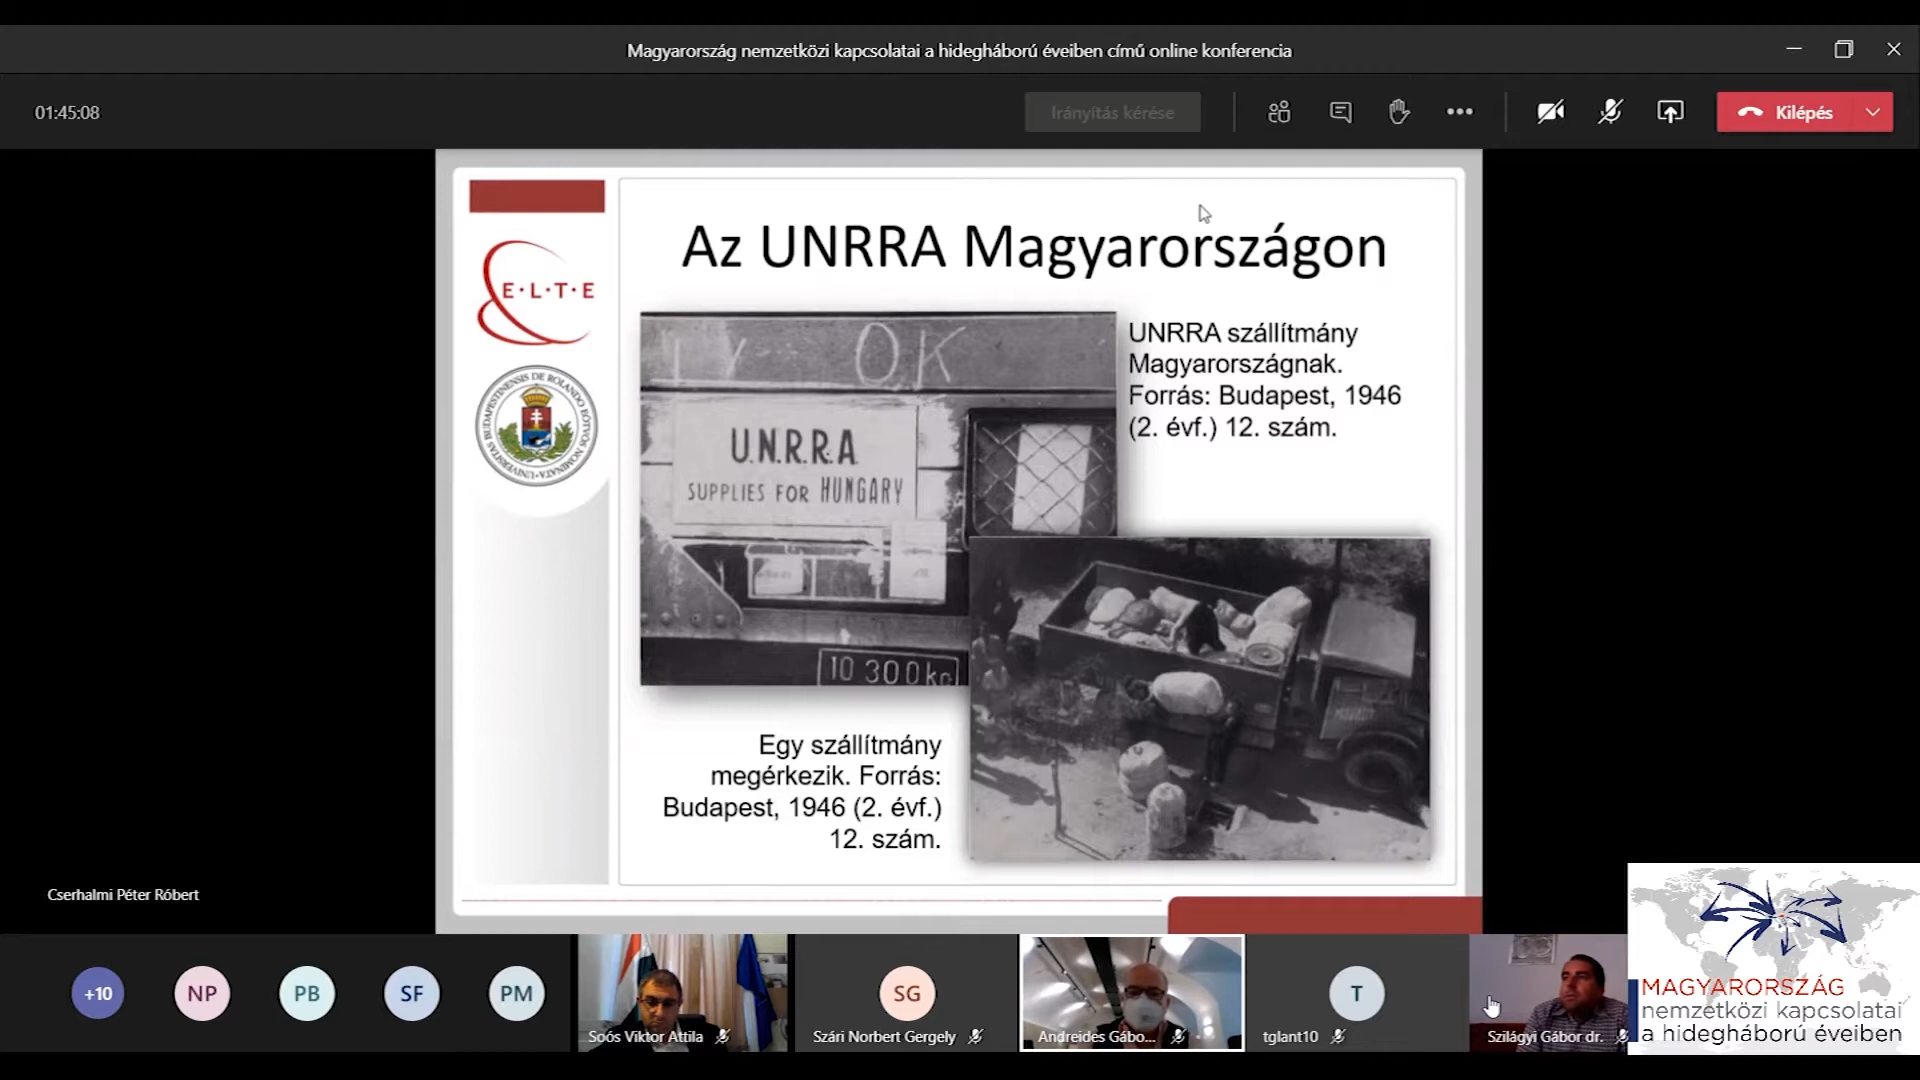 Magyarország nemzetközi kapcsolatai a hidegháború éveiben című online konferencia
01:45:08
Irányítás kérése
Kilépés
Az UNRRA Magyarországon
E·L·T·E
OK
U.N.R.R.A
SUPPLIES FOR HUNGARY
10 300kg
UNRRA szállítmány
Magyarországnak.
Forrás: Budapest, 1946
(2. évf.) 12. szám.
Egy szállítmány
megérkezik. Forrás:
Budapest, 1946 (2. évf.)
12. szám.
Cserhalmi Péter Róbert
+10
NP
PB
SF
PM
Soós Viktor Attila
SG
Szári Norbert Gergely
Andreides Gábo...
T
tglant10
Szilágyi Gábor dr.
MAGYARORSZÁG
nemzetközi kapcsolatai
a hidegháború éveiben